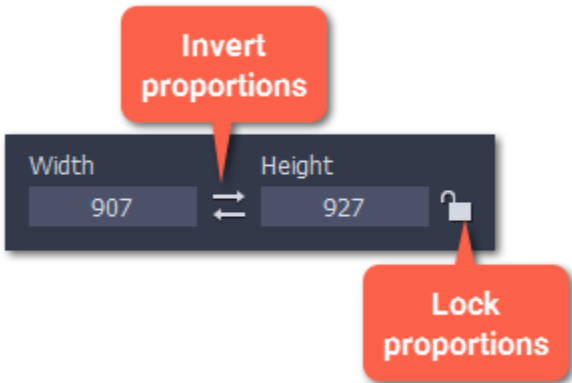 Invert
proportions
Width Height
907 927
Lock
proportions